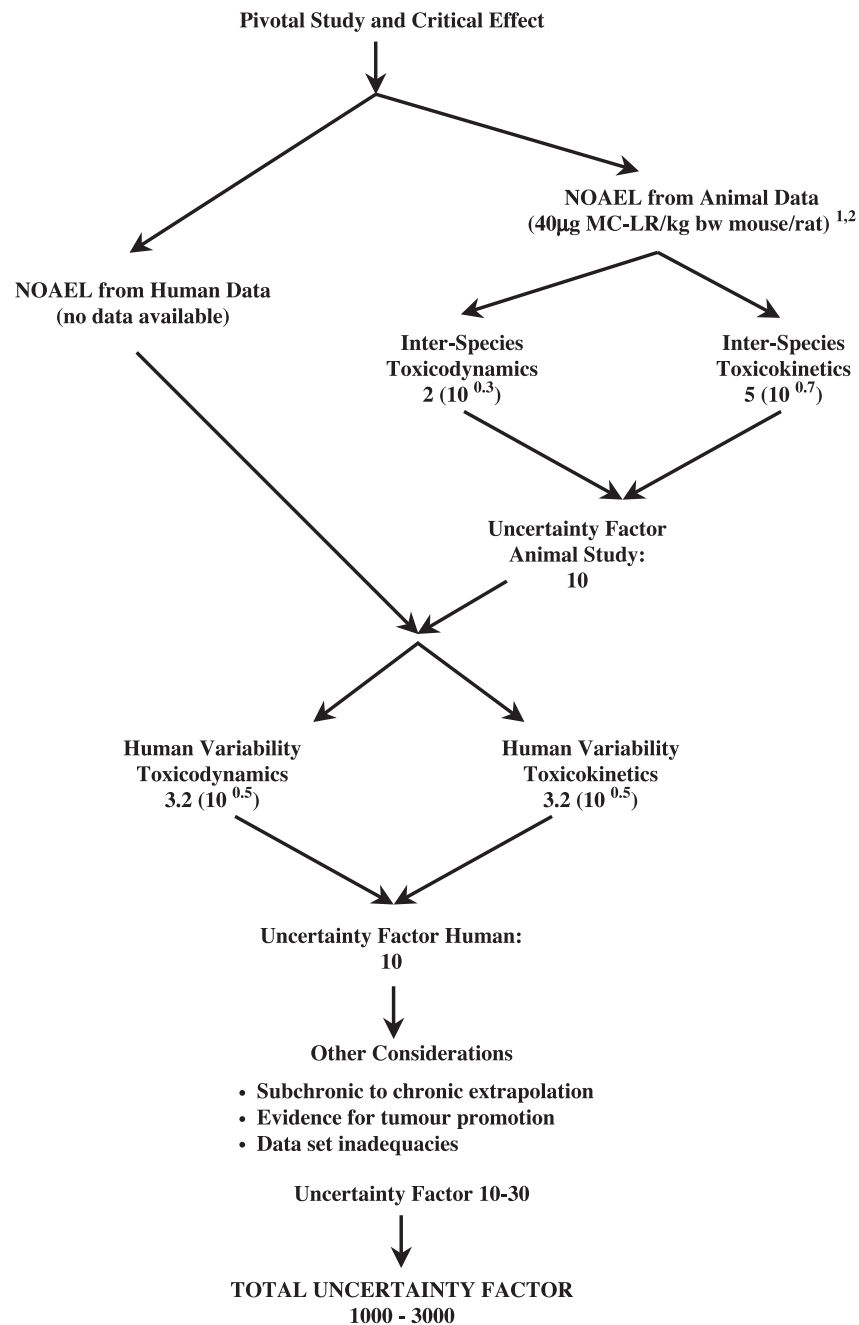 Pivotal Study and Critical Effect
NOAEL from Animal Data
(40µg MC-LR/kg bw mouse/rat) 1,2
NOAEL from Human Data
(no data available)
Inter-Species
Toxicodynamics
2 (10 0.3)
Inter-Species
Toxicokinetics
5 (10 0.7)
Uncertainty Factor
Animal Study:
10
Human Variability
Toxicodynamics
3.2 (10 0.5)
Human Variability
Toxicokinetics
3.2 (10 0.5)
Uncertainty Factor Human:
10
Other Considerations
• Subchronic to chronic extrapolation
• Evidence for tumour promotion
• Data set inadequacies
Uncertainty Factor 10-30
TOTAL UNCERTAINTY FACTOR
1000 - 3000